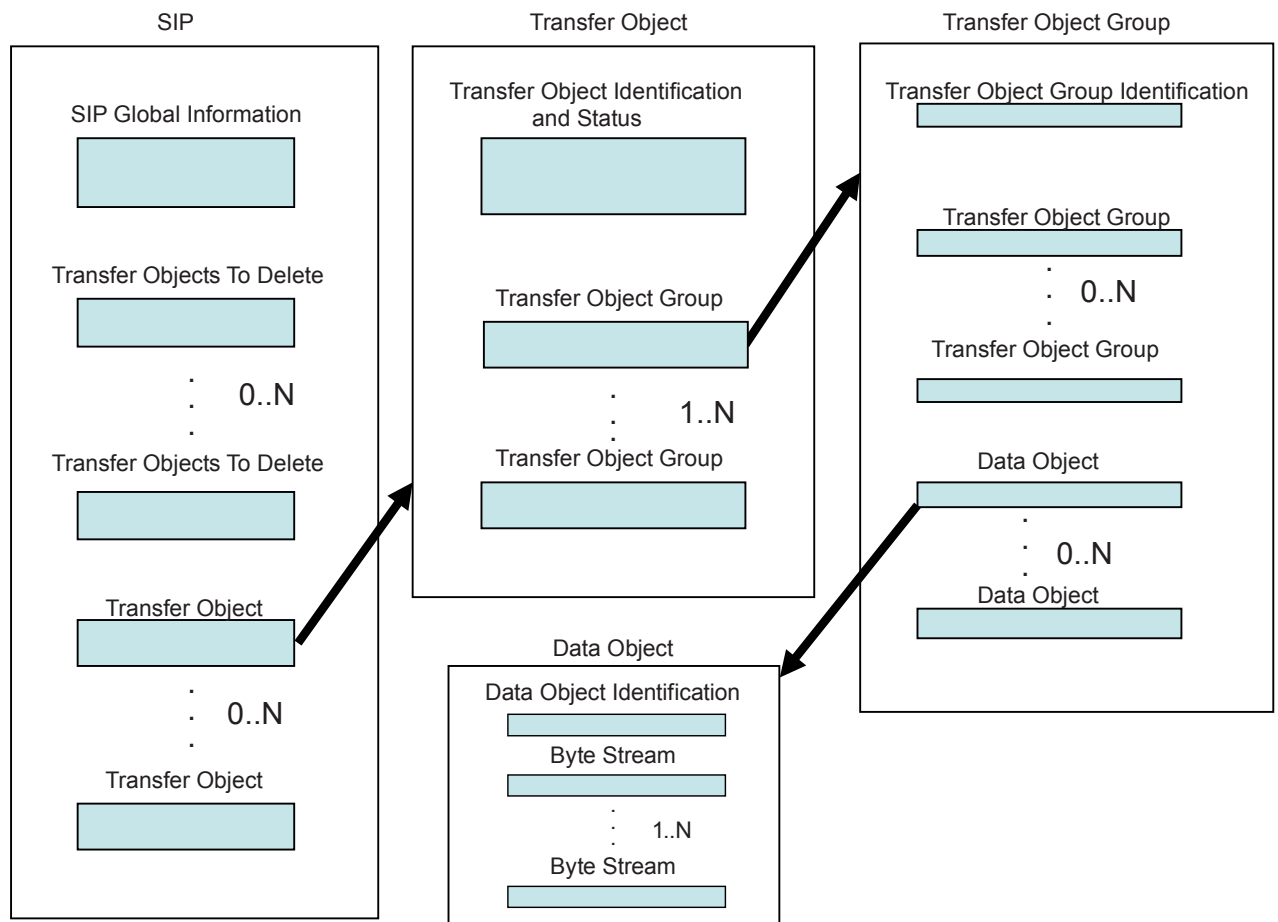 SIP
SIP Global Information
Transfer Objects To Delete
0..N
Transfer Objects To Delete
Transfer Object
0..N
Transfer Object
Transfer Object
Transfer Object Identification
and Status
Transfer Object Group
1..N
Transfer Object Group
Transfer Object Group
Transfer Object Group Identification
Transfer Object Group
0..N
Transfer Object Group
Data Object
0..N
Data Object
Data Object
Data Object Identification
Byte Stream
1..N
Byte Stream